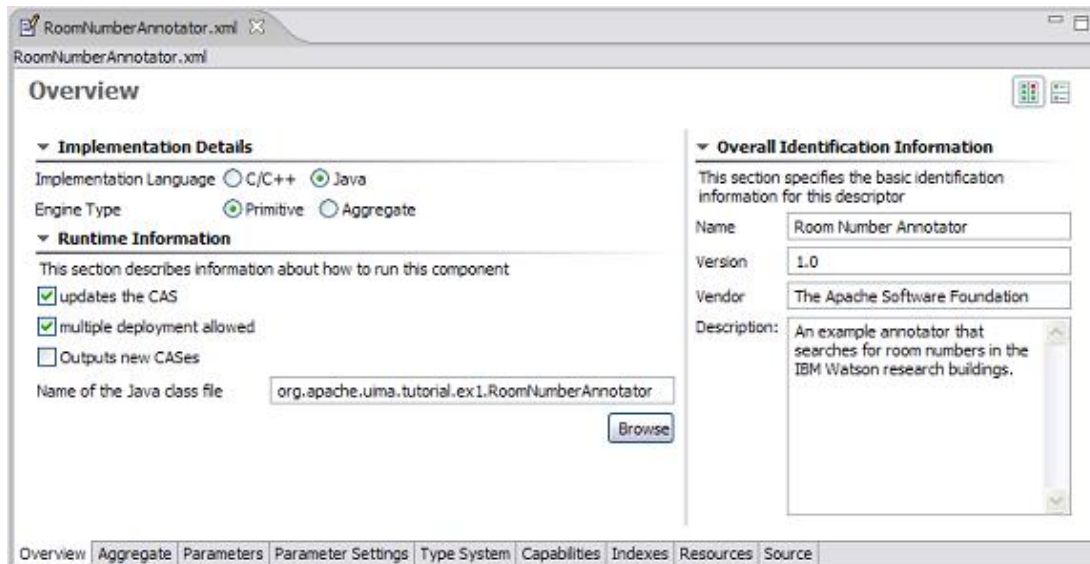 RoomNumberAnnotator.xml
RoomNumberAnnotator.xml
Overview
Implementation Details
Implementation Language C/C++ Java
Engine Type Primitive Aggregate
Runtime Information
This section describes information about how to run this component
updates the CAS
multiple deployment allowed
Outputs new CASes
Name of the Java class file org.apache.uima.tutorial.ex1.RoomNumberAnnotator
Browse
Overall Identification Information
This section specifies the basic identification
information for this descriptor
Name Room Number Annotator
Version 1.0
Vendor The Apache Software Foundation
Description: An example annotator that
searches for room numbers in the
IBM Watson research buildings.
Overview Aggregate Parameters Parameter Settings Type System Capabilities Indexes Resources Source